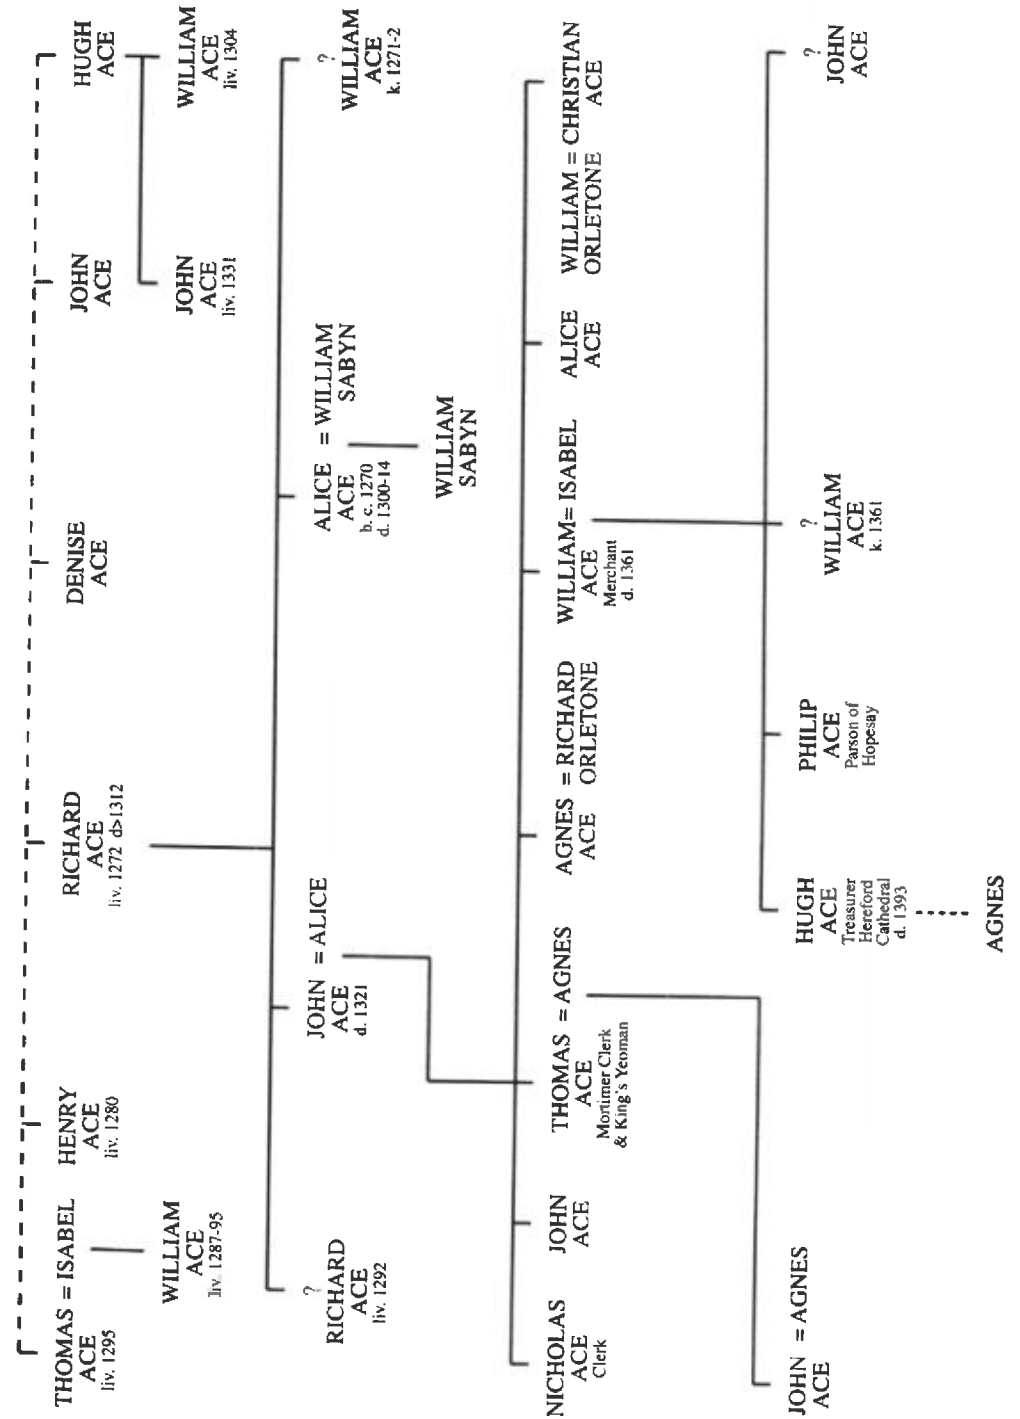 THOMAS = ISABEL
ACE
liv. 1295
HENRY
ACE
liv. 1280
RICHARD
ACE
liv. 1272 d>1312
DENISE
ACE
JOHN
ACE
HUGH
ACE
WILLIAM
ACE
liv. 1287-95
JOHN
ACE
liv. 1331
WILLIAM
ACE
liv. 1304
?
RICHARD
ACE
liv. 1292
JOHN = ALICE
ACE
d. 1321
ALICE = WILLIAM
ACE SABYN
b. c. 1270
d. 1300-14
?
WILLIAM
ACE
k. 1271-2
WILLIAM
SABYN
NICHOLAS
ACE
Clerk
JOHN
ACE
THOMAS = AGNES
ACE
Mortimer Clerk
& King's Yeoman
AGNES = RICHARD
ACE ORLETONE
WILLIAM = ISABEL
ACE
Merchant
d. 1361
ALICE
ACE
WILLIAM = CHRISTIAN
ORLETONE ACE
JOHN = AGNES
ACE
HUGH
ACE
Treasurer
Hereford
Cathedral
d. 1393
PHILIP
ACE
Parson of
Hopesay
?
WILLIAM
ACE
k. 1361
?
JOHN
ACE
AGNES